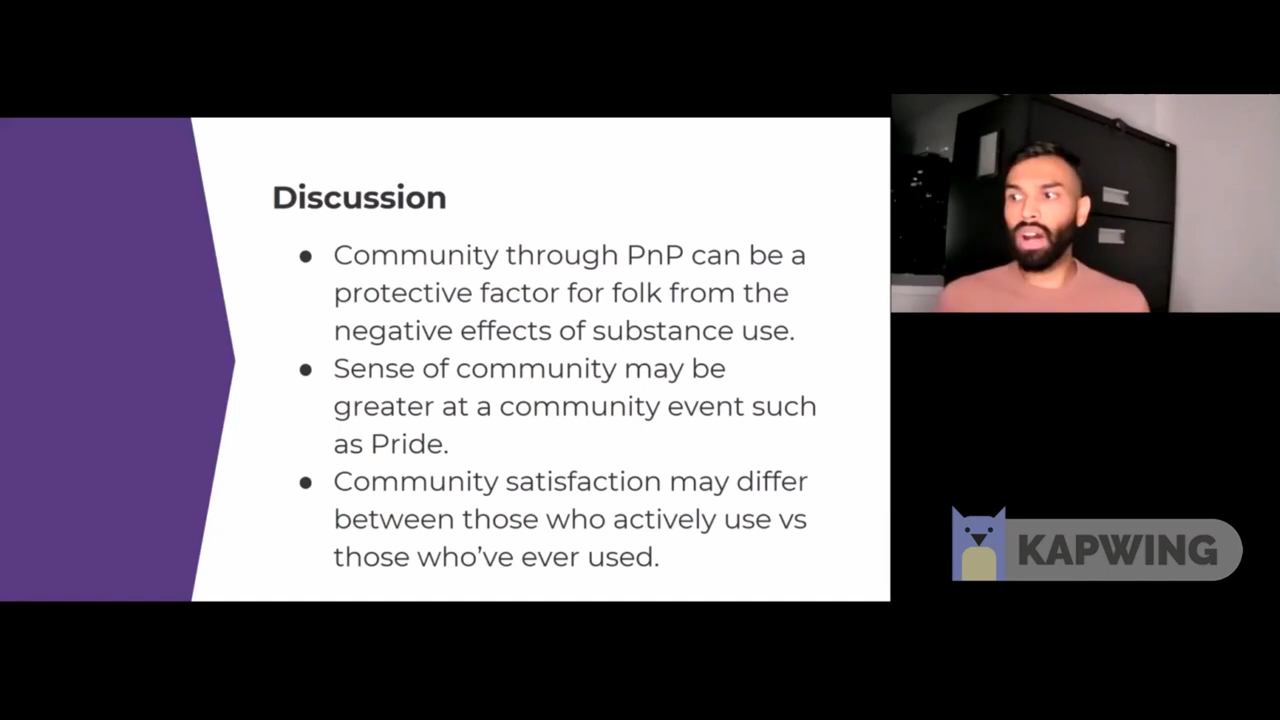 Discussion
● Community through PnP can be a
protective factor for folk from the
negative effects of substance use.
● Sense of community may be
greater at a community event such
as Pride.
● Community satisfaction may differ
between those who actively use vs
those who’ve ever used.
KAPWING